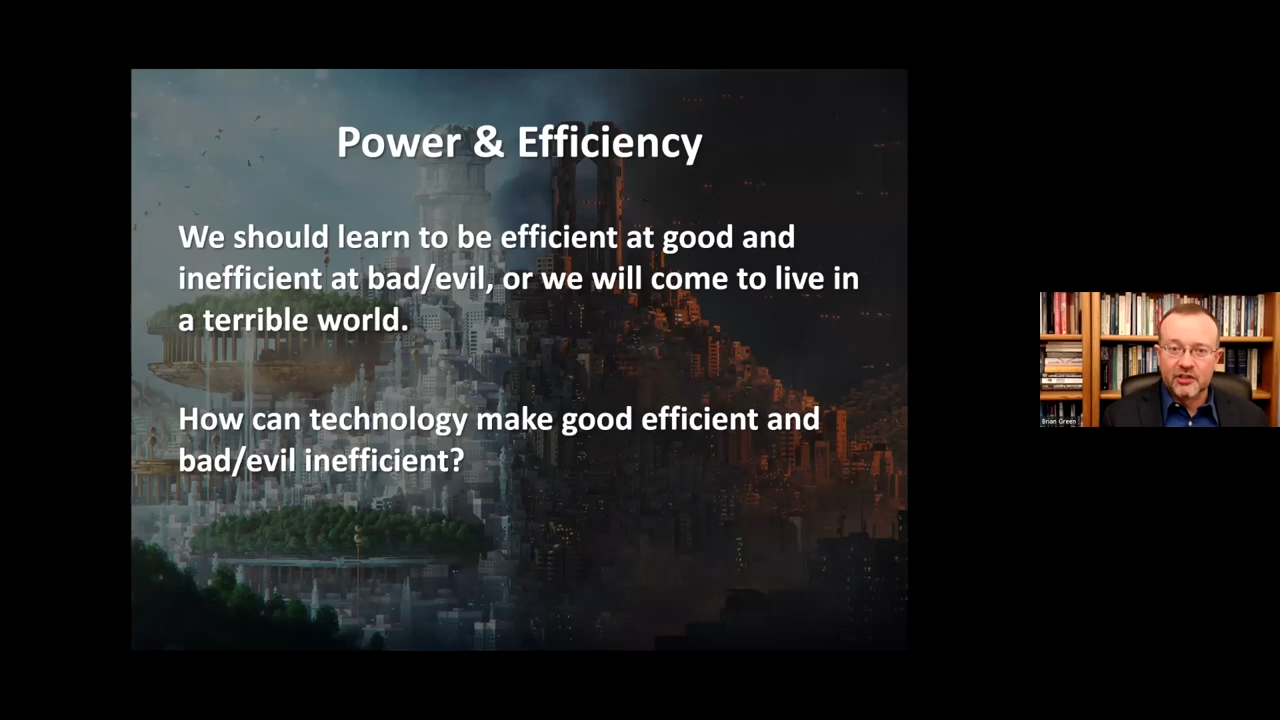 Power & Efficiency
We should learn to be efficient at good and
inefficient at bad/evil, or we will come to live in
a terrible world.
How can technology make good efficient and
bad/evil inefficient?
Brian Green